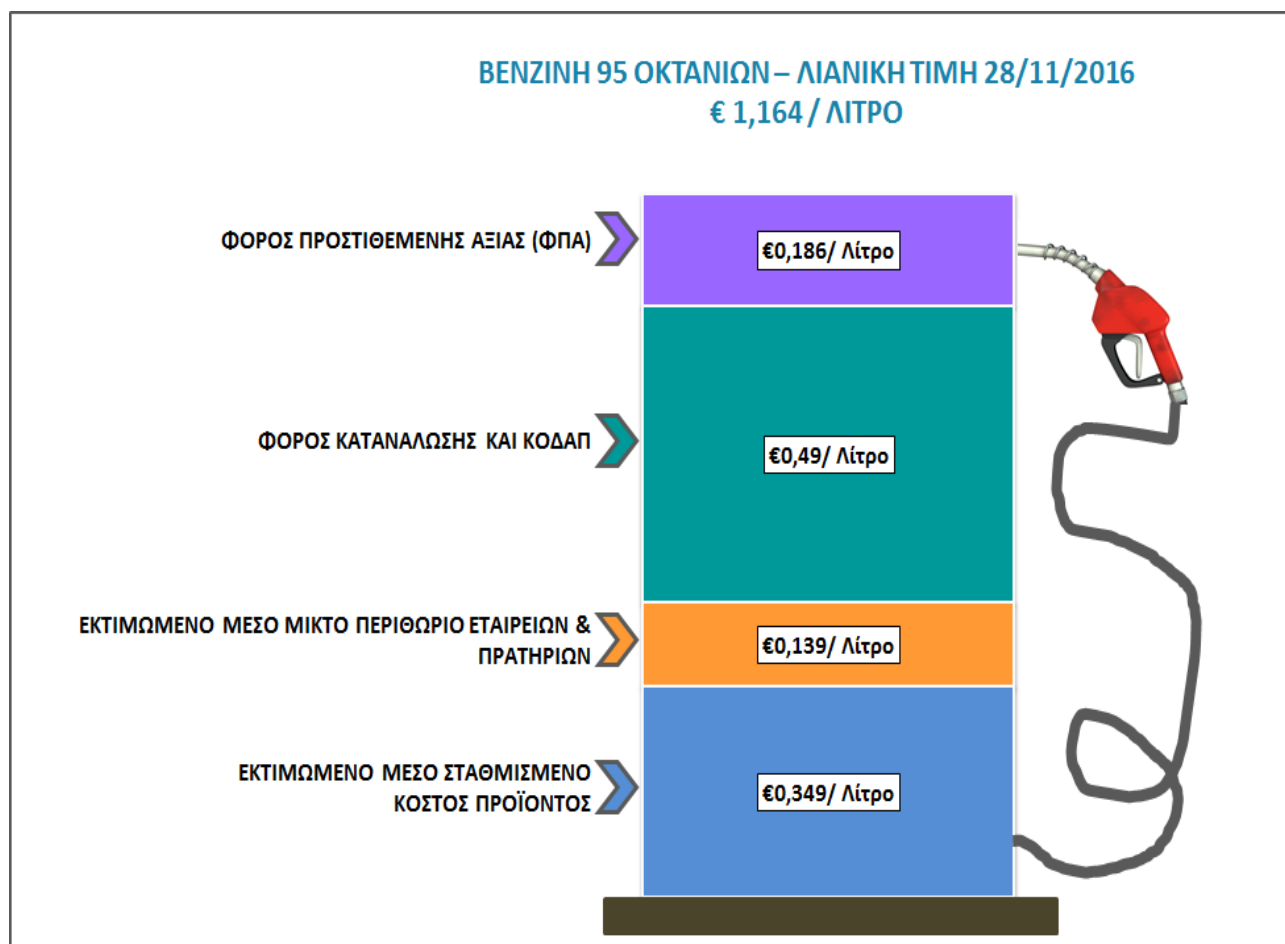 ΒΕΝΖΙΝΗ 95 ΟΚΤΑΝΙΩΝ – ΛΙΑΝΙΚΗ ΤΙΜΗ 28/11/2016
€ 1,164 / ΛΙΤΡΟ
ΦΟΡΟΣ ΠΡΟΣΤΙΘΕΜΕΝΗΣ ΑΞΙΑΣ (ΦΠΑ)
€0,186/ Λίτρο
ΦΟΡΟΣ ΚΑΤΑΝΑΛΩΣΗΣ ΚΑΙ ΚΟΔΑΠ
€0,49/ Λίτρο
ΕΚΤΙΜΩΜΕΝΟ ΜΕΣΟ ΜΙΚΤΟ ΠΕΡΙΘΩΡΙΟ ΕΤΑΙΡΕΙΩΝ &
ΠΡΑΤΗΡΙΩΝ
€0,139/ Λίτρο
ΕΚΤΙΜΩΜΕΝΟ ΜΕΣΟ ΣΤΑΘΜΙΣΜΕΝΟ
ΚΟΣΤΟΣ ΠΡΟΪΟΝΤΟΣ
€0,349/ Λίτρο